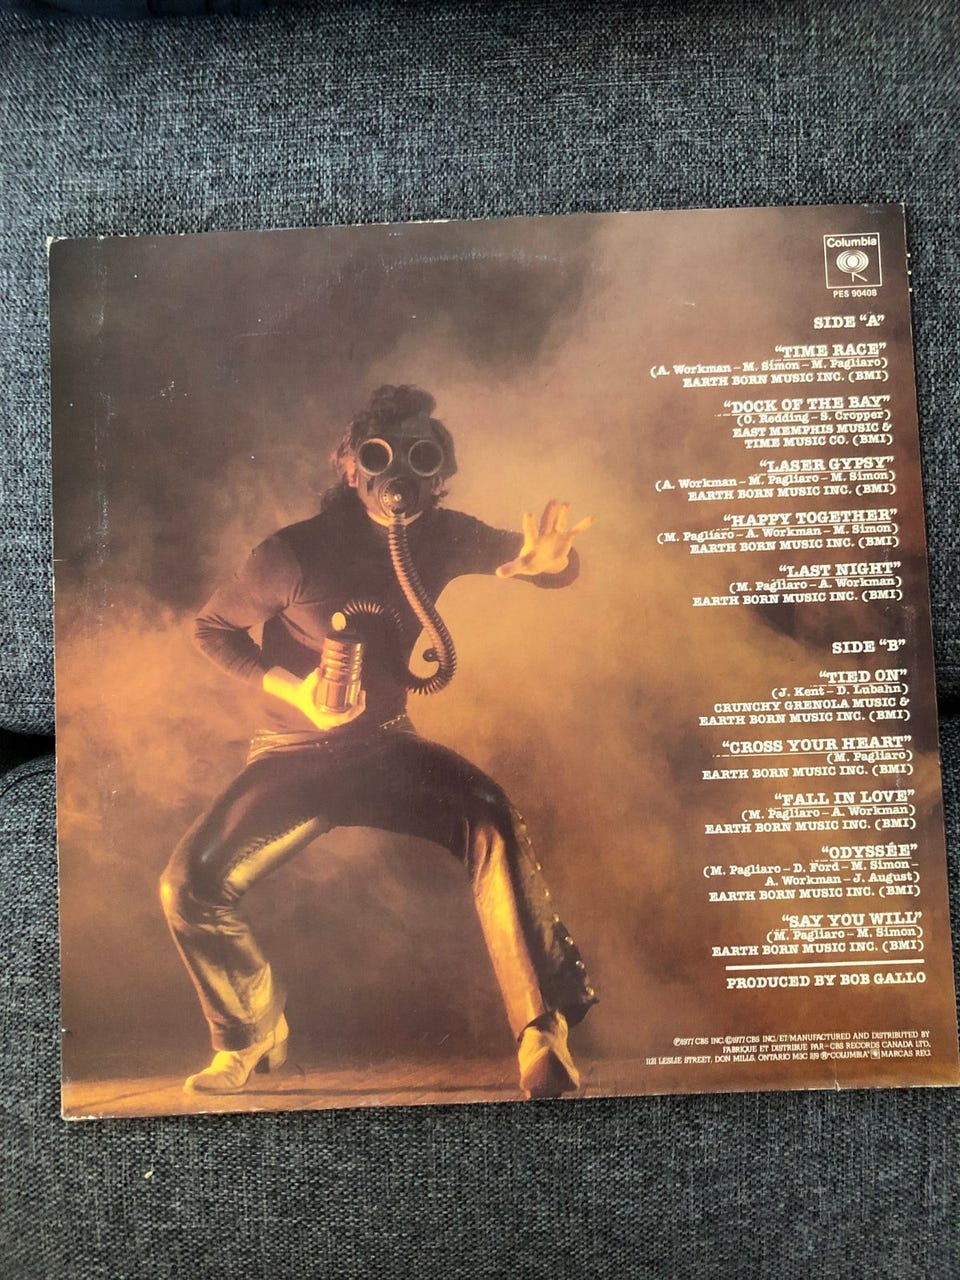 Columbia
PES 90408
SIDE "A"
"TIME RACE"
(A. Workman – M. Simon – M. Pagliaro)
EARTH BORN MUSIC INC. (BMI)
"DOCK OF THE BAY"
(O. Redding – S. Cropper)
EAST MEMPHIS MUSIC &
TIME MUSIC CO. (BMI)
"LASER GYPSY"
(A. Workman – M. Pagliaro – M. Simon)
EARTH BORN MUSIC INC. (BMI)
"HAPPY TOGETHER"
(M. Pagliaro – A. Workman – M. Simon)
EARTH BORN MUSIC INC. (BMI)
"LAST NIGHT"
(M. Pagliaro – A. Workman)
EARTH BORN MUSIC INC. (BMI)
SIDE "B"
"TIED ON"
(J. Kent – D. Lubahn)
CRUNCHY GRENOLA MUSIC &
EARTH BORN MUSIC INC. (BMI)
"CROSS YOUR HEART"
(M. Pagliaro)
EARTH BORN MUSIC INC. (BMI)
"FALL IN LOVE"
(M. Pagliaro – A. Workman)
EARTH BORN MUSIC INC. (BMI)
"ODYSSÉE"
(M. Pagliaro – D. Ford – M. Simon –
A. Workman – J. August)
EARTH BORN MUSIC INC. (BMI)
"SAY YOU WILL"
(M. Pagliaro – M. Simon)
EARTH BORN MUSIC INC. (BMI)
PRODUCED BY BOB GALLO
℗1977 CBS INC. ©1977 CBS INC./ET/MANUFACTURED AND DISTRIBUTED BY
FABRIQUE ET DISTRIBUE PAR–CBS RECORDS CANADA LTD.
1121 LESLIE STREET, DON MILLS, ONTARIO M3C 2J9 ® "COLUMBIA" MARCAS REG.